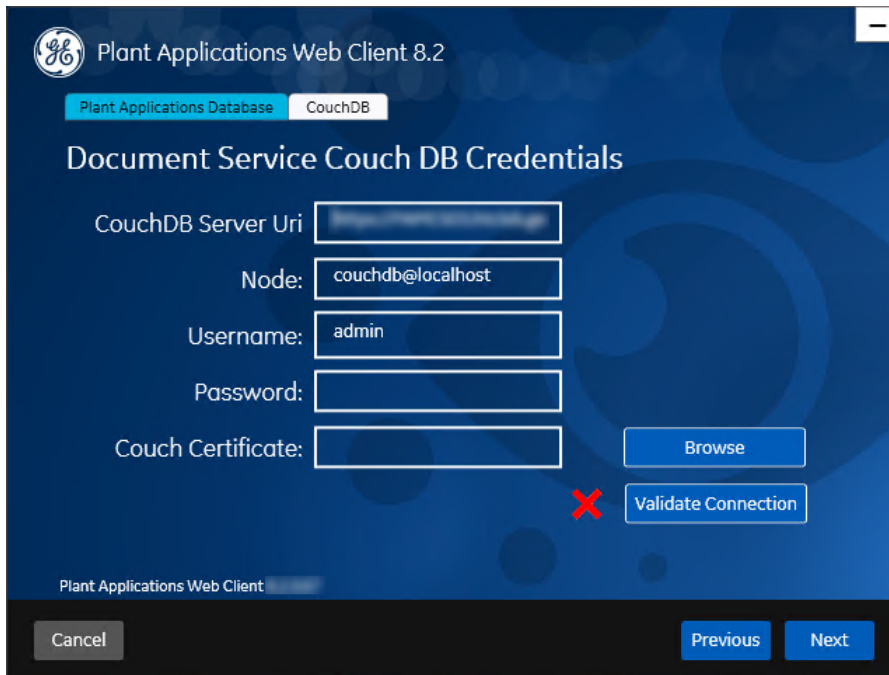 Plant Applications Web Client 8.2
Plant Applications Database CouchDB
Document Service Couch DB Credentials
CouchDB Server Uri
Node: couchdb@localhost
Username: admin
Password:
Couch Certificate: Browse
Validate Connection
Plant Applications Web Client
Cancel Previous Next